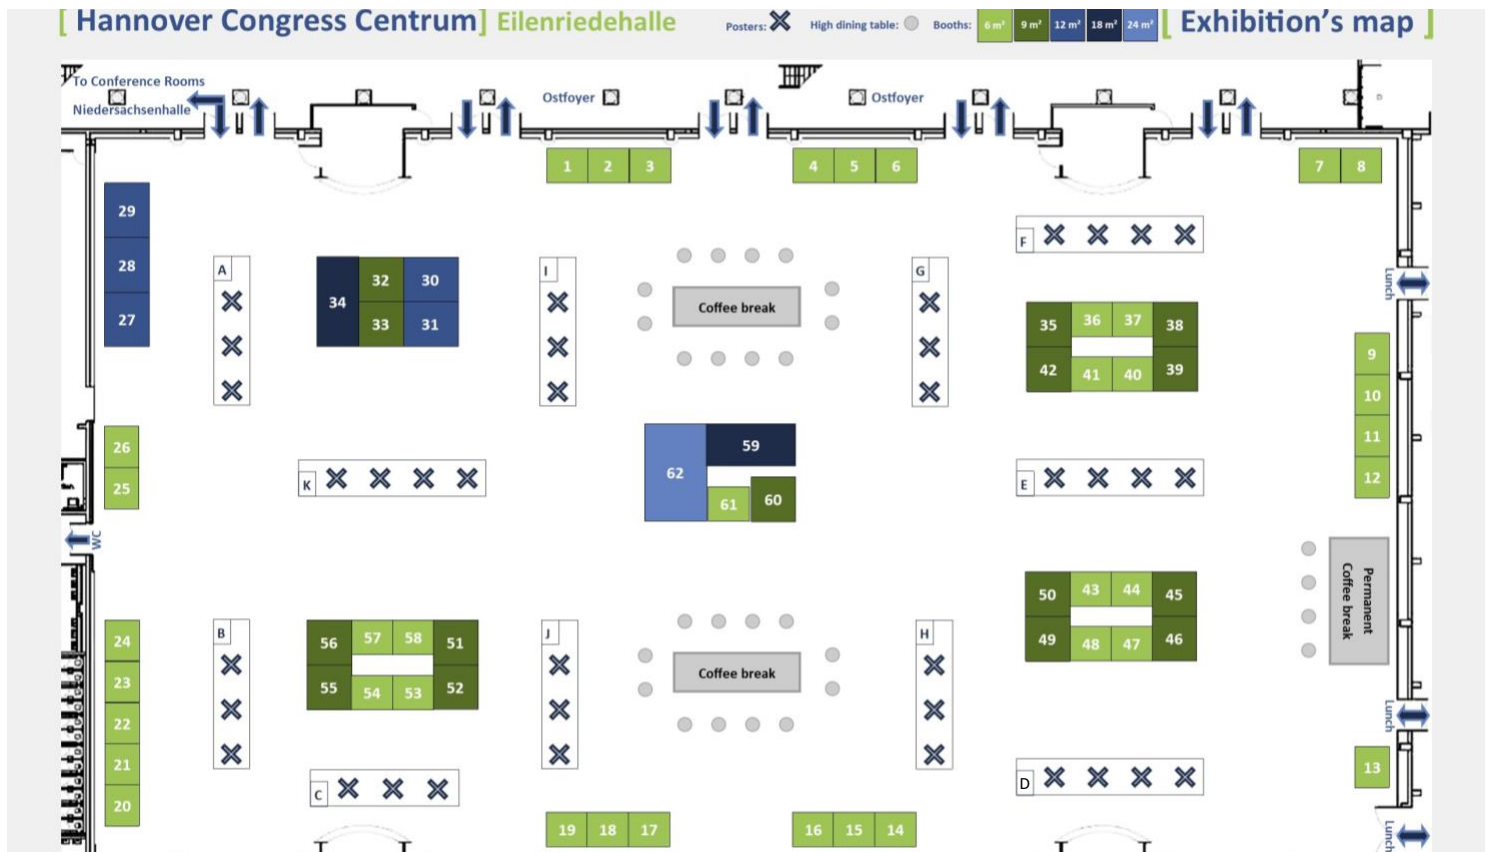 [ Hannover Congress Centrum] Eilenriedehalle
Posters: High dining table: Booths: 6 m² 9 m² 12 m² 18 m² 24 m²
[ Exhibition's map ]
To Conference Rooms
Niedersachsenhalle
Ostfoyer
Ostfoyer
1 2 3
4 5 6
7 8
29
28
27
A
34
32 30
33 31
I
Coffee break
G
F
35 36 37 38
42 41 40 39
Lunch
9
10
11
12
26
25
K
62
59
61 60
E
WC
24
23
22
21
20
B
56 57 58 51
55 54 53 52
C
J
Coffee break
H
50 43 44 45
49 48 47 46
Permanent
Coffee break
Lunch
D
13
19 18 17
16 15 14
Lunch